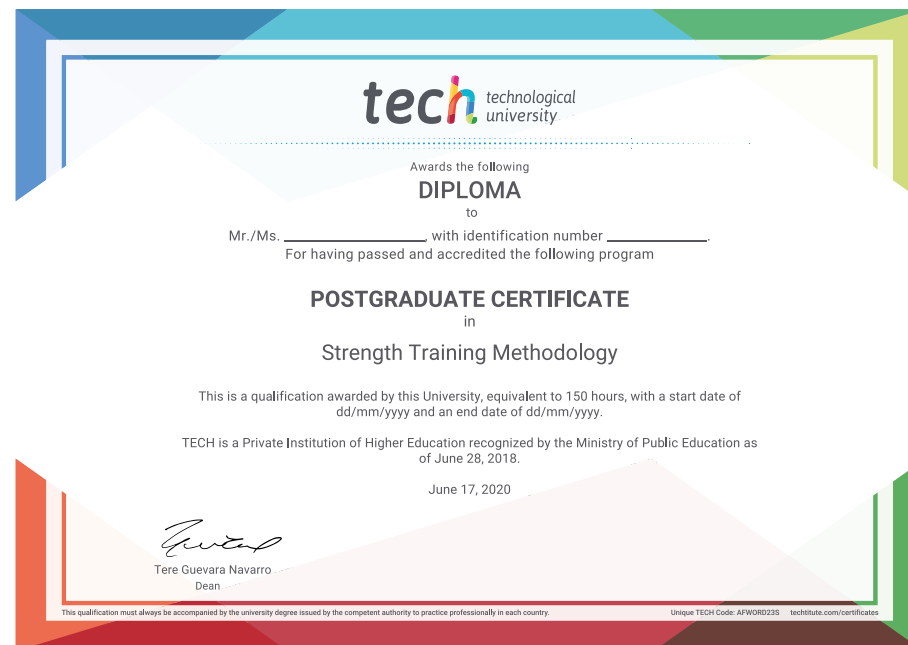 tech technological
university
Awards the following
DIPLOMA
to
Mr./Ms. ____________, with identification number ____________.
For having passed and accredited the following program
POSTGRADUATE CERTIFICATE
in
Strength Training Methodology
This is a qualification awarded by this University, equivalent to 150 hours, with a start date of
dd/mm/yyyy and an end date of dd/mm/yyyy.
TECH is a Private Institution of Higher Education recognized by the Ministry of Public Education as
of June 28, 2018.
June 17, 2020
Tere Guevara Navarro
Dean
This qualification must always be accompanied by the university degree issued by the competent authority to practice professionally in each country. Unique TECH Code: AFWORD23S techtitute.com/certificates